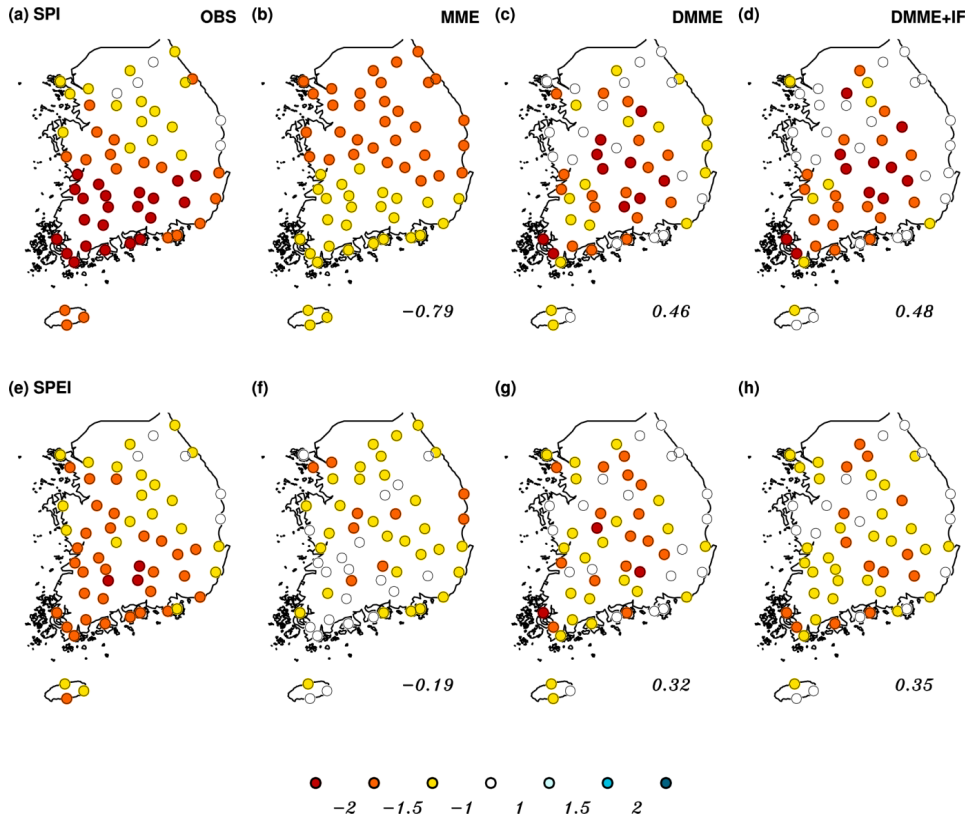 (a) SPI OBS (b) MME (c) DMME (d) DMME+IF
−0.79 0.46 0.48
(e) SPEI (f) (g) (h)
−0.19 0.32 0.35
−2 −1.5 −1 1 1.5 2